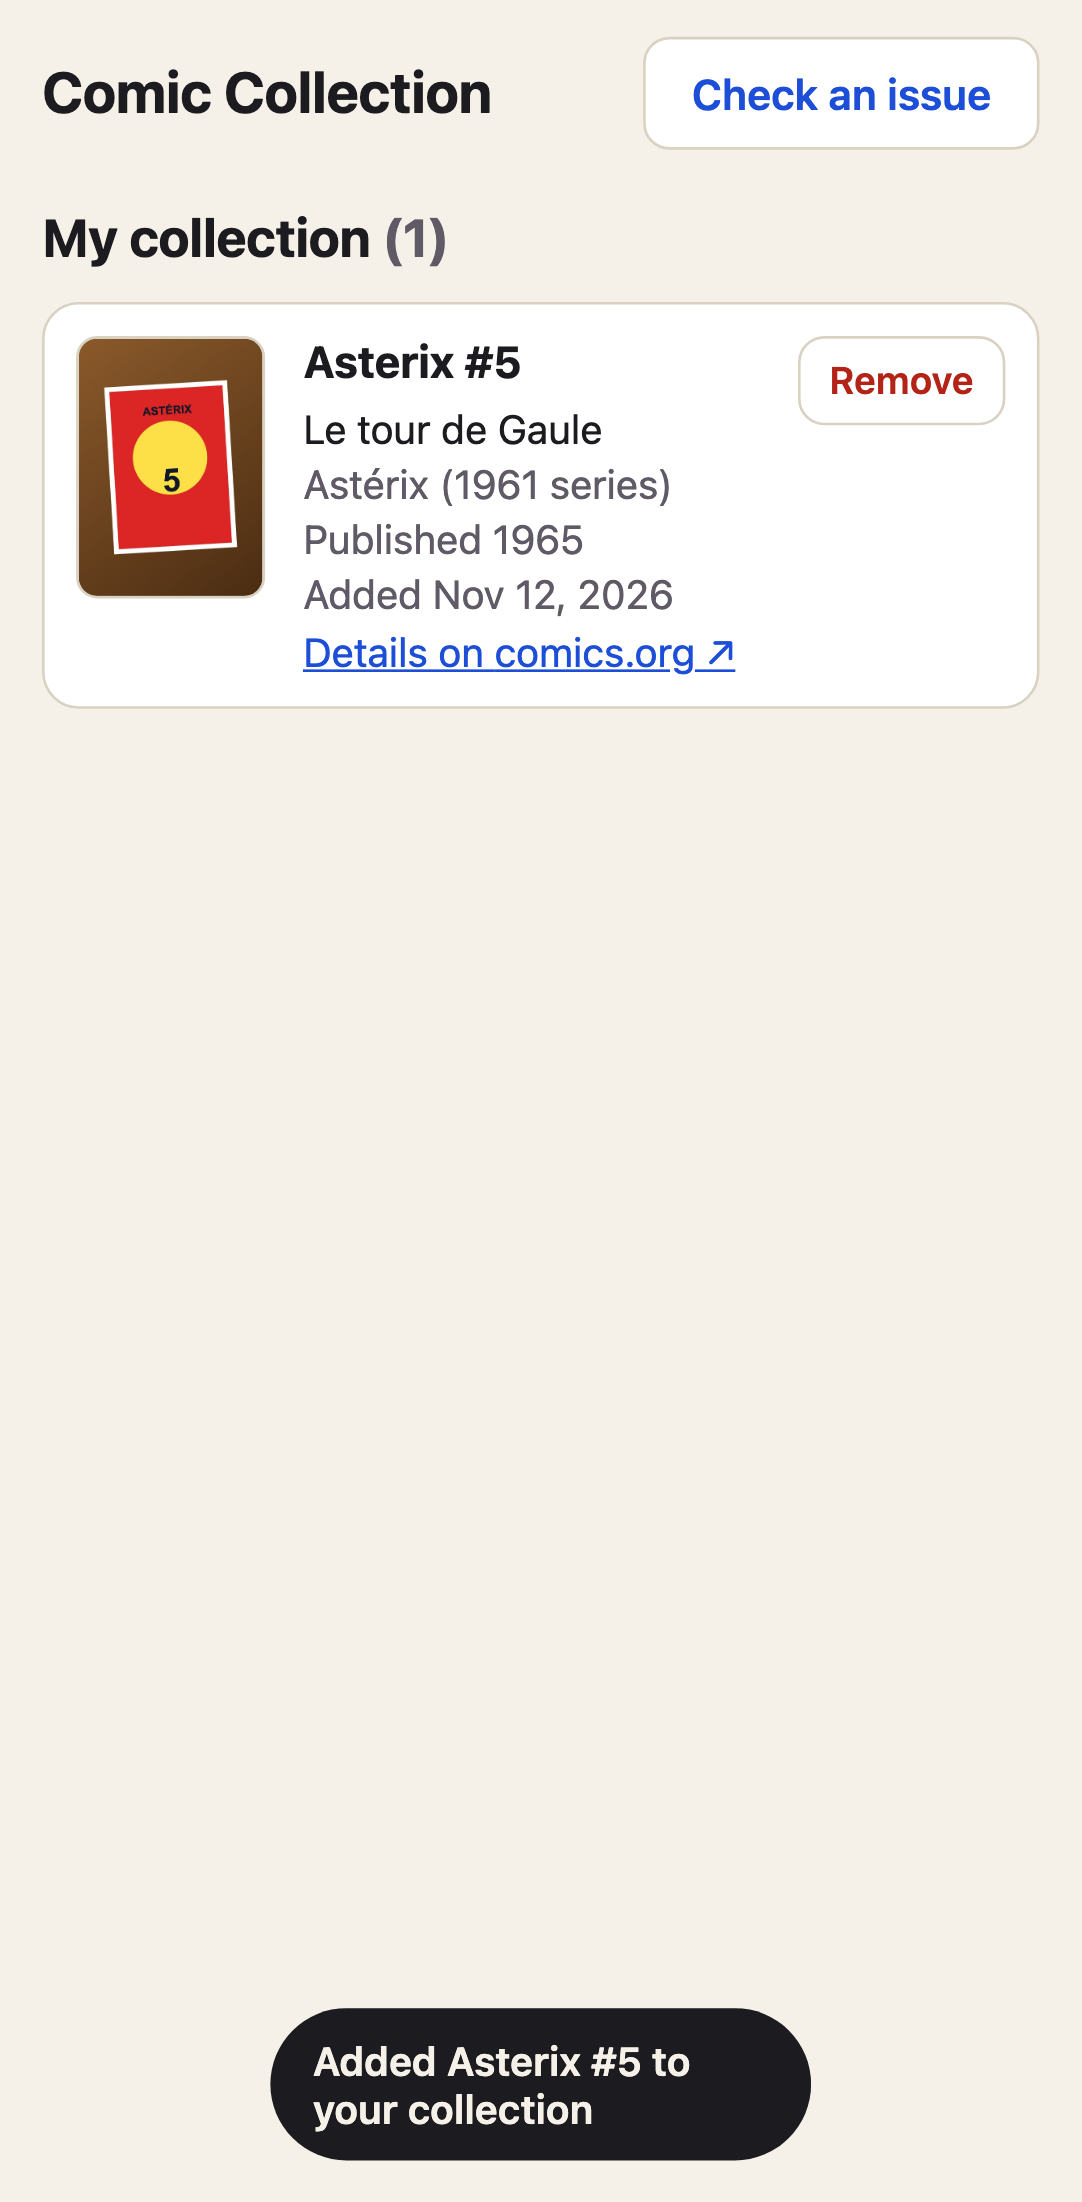 Comic Collection
Check an issue
My collection (1)
ASTÉRIX
5
Asterix #5
Remove
Le tour de Gaule
Astérix (1961 series)
Published 1965
Added Nov 12, 2026
Details on comics.org ↗
Added Asterix #5 to
your collection